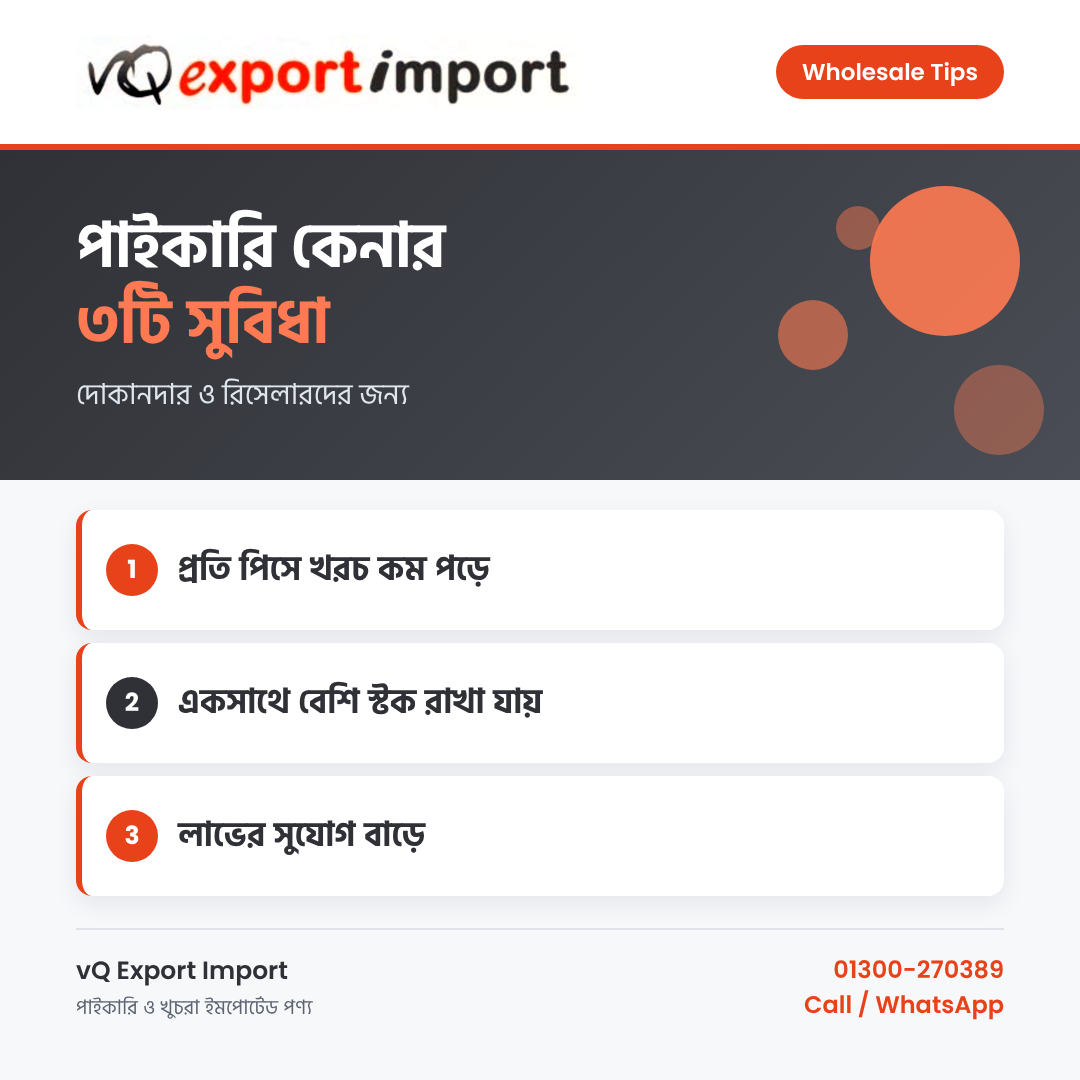 vQ export import
Wholesale Tips
পাইকারি কেনার
৩টি সুবিধা
দোকানদার ও রিসেলারদের জন্য
1 প্রতি পিসে খরচ কম পড়ে
2 একসাথে বেশি স্টক রাখা যায়
3 লাভের সুযোগ বাড়ে
vQ Export Import
01300-270389
পাইকারি ও খুচরা ইমপোর্টেড পণ্য
Call / WhatsApp